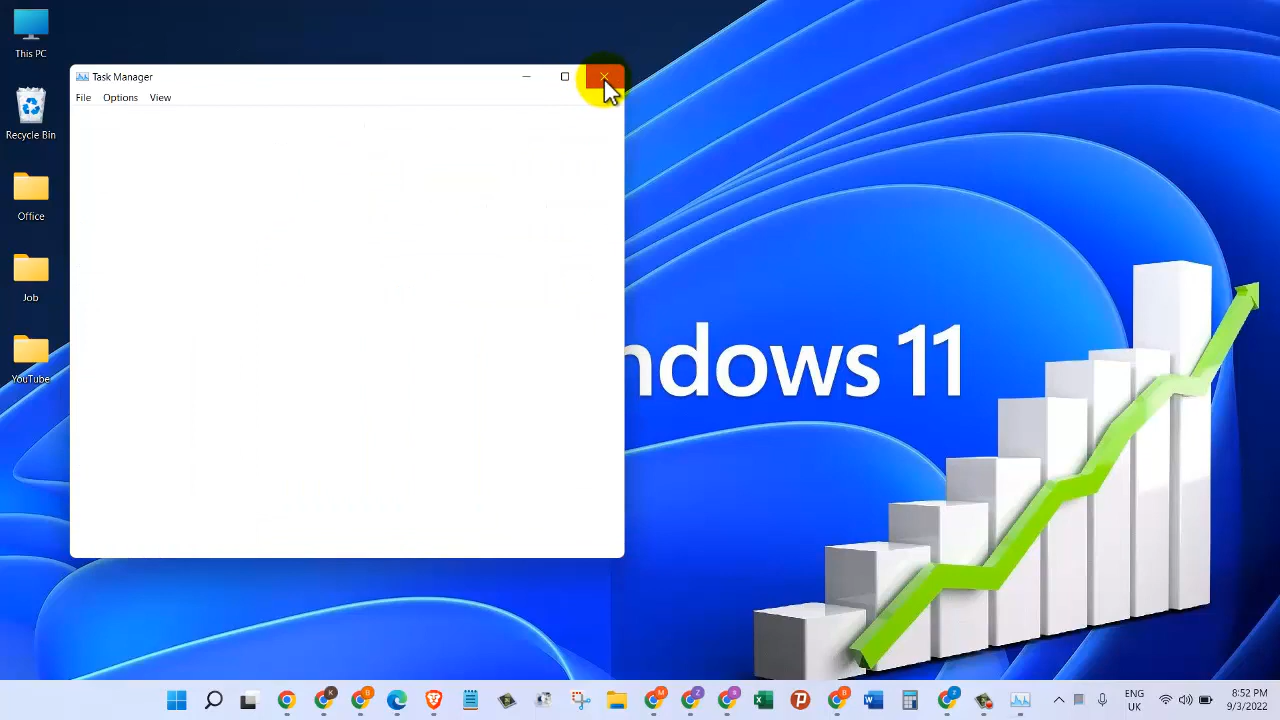 This PC
Recycle Bin
Office
Job
YouTube
Task Manager
File Options View
ndows 11
K
B
M
Z
B
ENG
UK
8:52 PM
9/3/2022